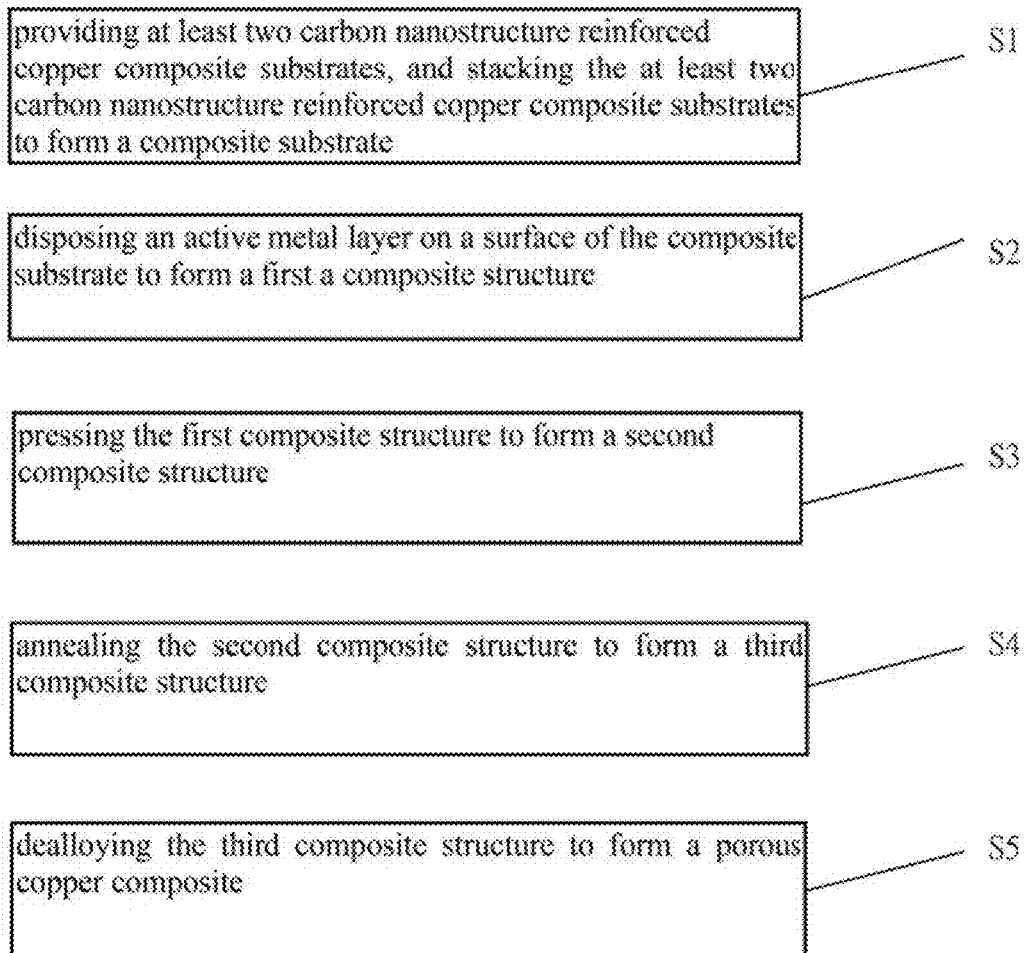 providing at least two carbon nanostructure reinforced
copper composite substrates, and stacking the at least two
carbon nanostructure reinforced copper composite substrates
to form a composite substrate
S1
disposing an active metal layer on a surface of the composite
substrate to form a first a composite structure
S2
pressing the first composite structure to form a second
composite structure
S3
annealing the second composite structure to form a third
composite structure
S4
dealloying the third composite structure to form a porous
copper composite
S5